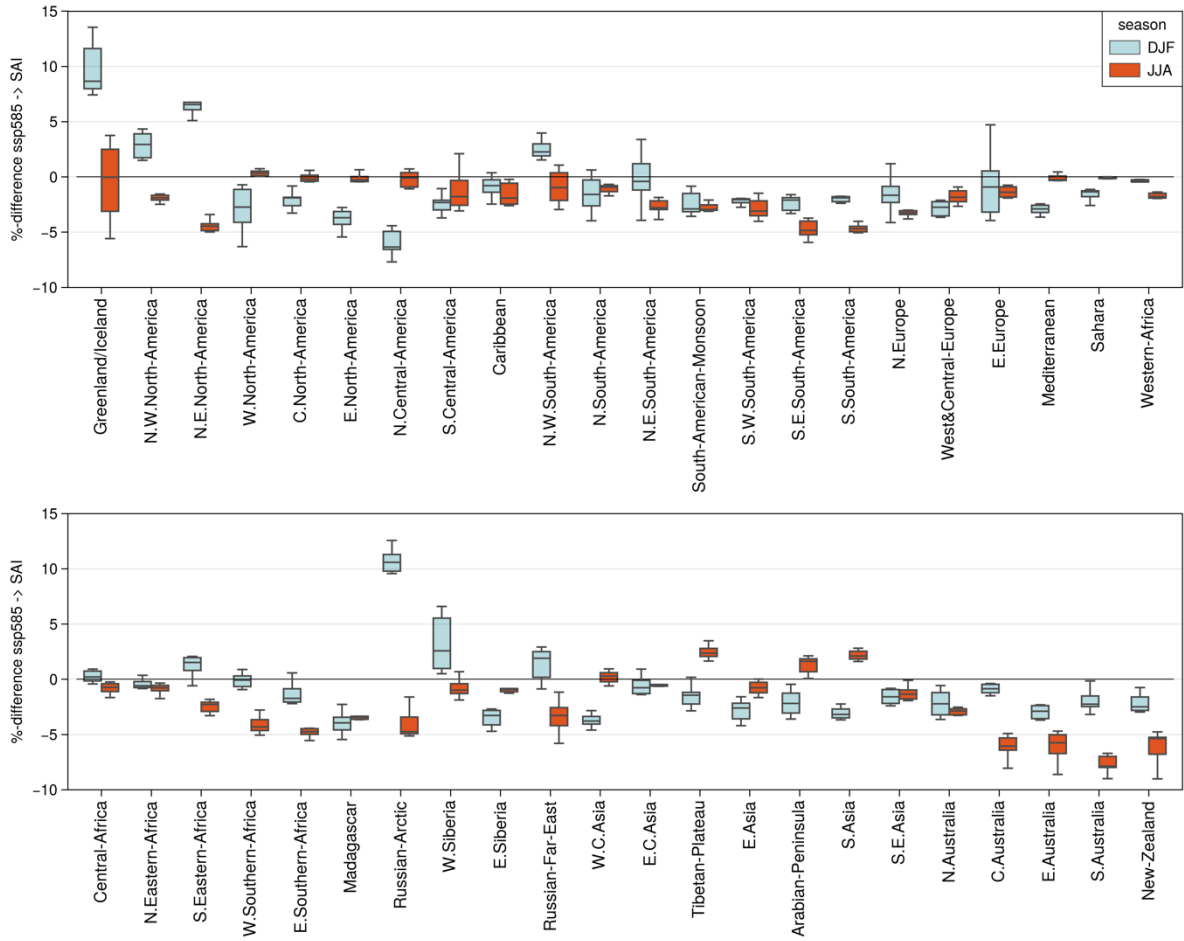 %-difference ssp585 -> SAI
15
10
5
0
−5
−10
season
DJF
JJA
Greenland/Iceland
N.W.North-America
N.E.North-America
W.North-America
C.North-America
E.North-America
N.Central-America
S.Central-America
Caribbean
N.W.South-America
N.South-America
N.E.South-America
South-American-Monsoon
S.W.South-America
S.E.South-America
S.South-America
N.Europe
West&Central-Europe
E.Europe
Mediterranean
Sahara
Western-Africa
%-difference ssp585 -> SAI
15
10
5
0
−5
−10
Central-Africa
N.Eastern-Africa
S.Eastern-Africa
W.Southern-Africa
E.Southern-Africa
Madagascar
Russian-Arctic
W.Siberia
E.Siberia
Russian-Far-East
W.C.Asia
E.C.Asia
Tibetan-Plateau
E.Asia
Arabian-Peninsula
S.Asia
S.E.Asia
N.Australia
C.Australia
E.Australia
S.Australia
New-Zealand